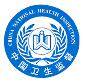 CHINA NATIONAL HEALTH INSPECTION
中国卫生监督